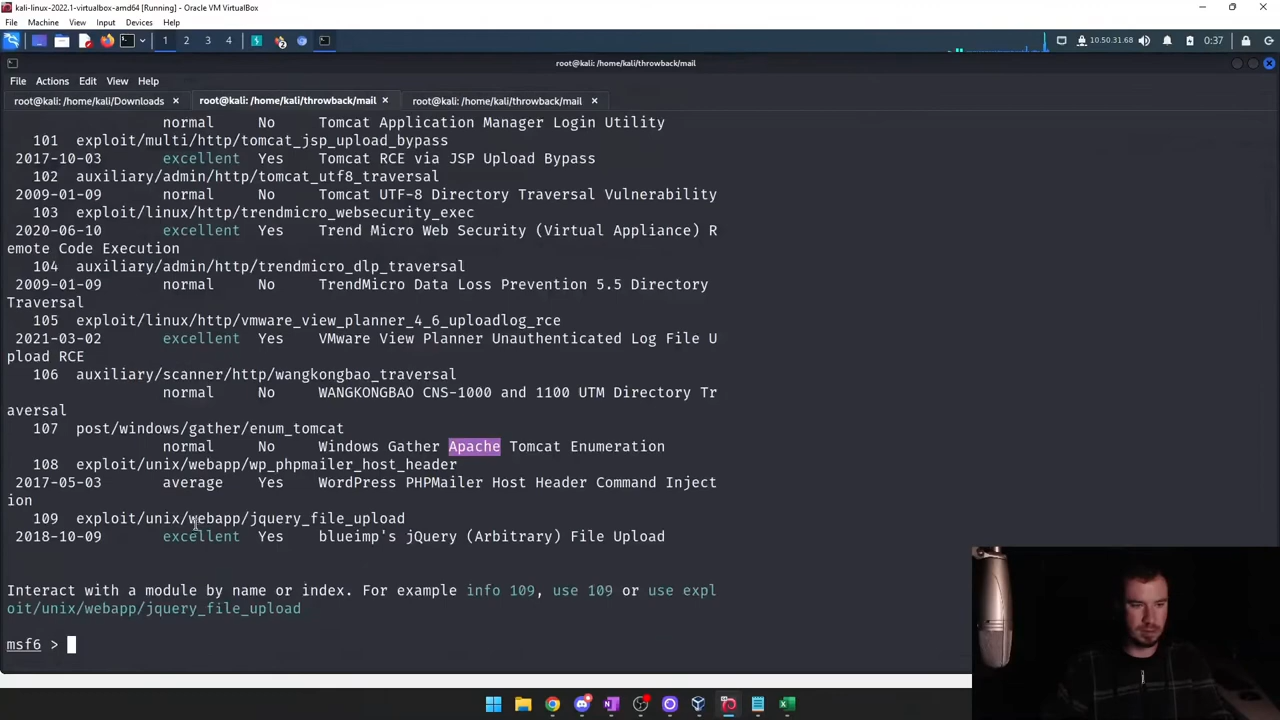 kali-linux-2022.1-virtualbox-amd64 [Running] - Oracle VM VirtualBox
File Machine View Input Devices Help
1 2 3 4 10.50.31.68 0:37
root@kali: /home/kali/throwback/mail
File Actions Edit View Help
root@kali: /home/kali/Downloads × root@kali: /home/kali/throwback/mail × root@kali: /home/kali/throwback/mail ×
normal No Tomcat Application Manager Login Utility
101 exploit/multi/http/tomcat_jsp_upload_bypass
2017-10-03 excellent Yes Tomcat RCE via JSP Upload Bypass
102 auxiliary/admin/http/tomcat_utf8_traversal
2009-01-09 normal No Tomcat UTF-8 Directory Traversal Vulnerability
103 exploit/linux/http/trendmicro_websecurity_exec
2020-06-10 excellent Yes Trend Micro Web Security (Virtual Appliance) R
emote Code Execution
104 auxiliary/admin/http/trendmicro_dlp_traversal
2009-01-09 normal No TrendMicro Data Loss Prevention 5.5 Directory
Traversal
105 exploit/linux/http/vmware_view_planner_4_6_uploadlog_rce
2021-03-02 excellent Yes VMware View Planner Unauthenticated Log File U
pload RCE
106 auxiliary/scanner/http/wangkongbao_traversal
normal No WANGKONGBAO CNS-1000 and 1100 UTM Directory Tr
aversal
107 post/windows/gather/enum_tomcat
normal No Windows Gather Apache Tomcat Enumeration
108 exploit/unix/webapp/wp_phpmailer_host_header
2017-05-03 average Yes WordPress PHPMailer Host Header Command Inject
ion
109 exploit/unix/webapp/jquery_file_upload
2018-10-09 excellent Yes blueimp's jQuery (Arbitrary) File Upload
Interact with a module by name or index. For example info 109, use 109 or use expl
oit/unix/webapp/jquery_file_upload
msf6 >